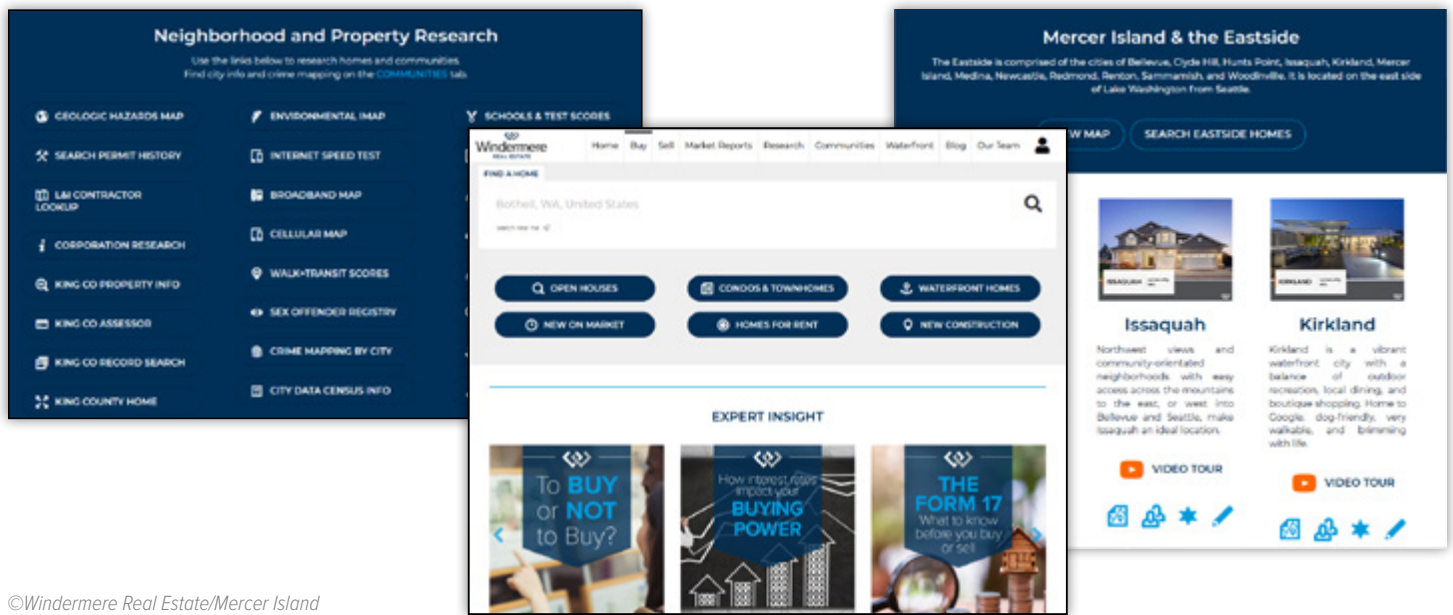 Neighborhood and Property Research
Use the links below to research homes and communities.
Find city info and crime mapping on the COMMUNITIES tab.
GEOLOGIC HAZARDS MAP
SEARCH PERMIT HISTORY
L&I CONTRACTOR
LOOKUP
CORPORATION RESEARCH
KING CO PROPERTY INFO
KING CO ASSESSOR
KING CO RECORD SEARCH
KING COUNTY HOME
ENVIRONMENTAL IMAP
INTERNET SPEED TEST
BROADBAND MAP
CELLULAR MAP
WALK+TRANSIT SCORES
SEX OFFENDER REGISTRY
CRIME MAPPING BY CITY
CITY DATA CENSUS INFO
SCHOOLS & TEST SCORES
Windermere
REAL ESTATE
Home Buy Sell Market Reports Research Communities Waterfront Blog Our Team
FIND A HOME
Bothell, WA, United States
search near me
OPEN HOUSES
CONDOS & TOWNHOMES
WATERFRONT HOMES
NEW ON MARKET
HOMES FOR RENT
NEW CONSTRUCTION
EXPERT INSIGHT
To BUY
or NOT
to Buy?
How interest rates
impact your
BUYING
POWER
THE
FORM 17
What to know
before you buy
or sell
Mercer Island & the Eastside
The Eastside is comprised of the cities of Bellevue, Clyde Hill, Hunts Point, Issaquah, Kirkland, Mercer
Island, Medina, Newcastle, Redmond, Renton, Sammamish, and Woodinville. It is located on the east side
of Lake Washington from Seattle.
W MAP
SEARCH EASTSIDE HOMES
ISSAQUAH
KIRKLAND
Issaquah
Northwest views and
community-orientated
neighborhoods with easy
access across the mountains
to the east, or west into
Bellevue and Seattle, make
Issaquah an ideal location.
VIDEO TOUR
Kirkland
Kirkland is a vibrant
waterfront city with a
balance of outdoor
recreation, local dining, and
boutique shopping. Home to
Google, dog-friendly, very
walkable, and brimming
with life.
VIDEO TOUR
©Windermere Real Estate/Mercer Island